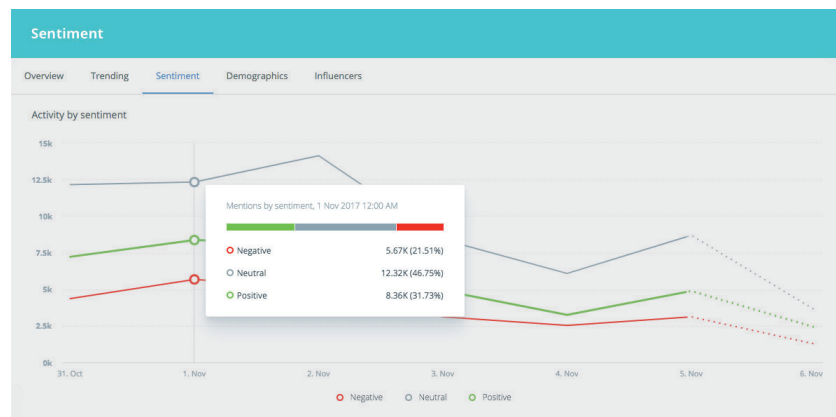 Sentiment
Overview Trending Sentiment Demographics Influencers
Activity by sentiment
15k
12.5k
10k
7.5k
5k
2.5k
0k
Mentions by sentiment, 1 Nov 2017 12:00 AM
Negative 5.67K (21.51%)
Neutral 12.32K (46.75%)
Positive 8.36K (31.73%)
31. Oct 1. Nov 2. Nov 3. Nov 4. Nov 5. Nov 6. Nov
Negative Neutral Positive